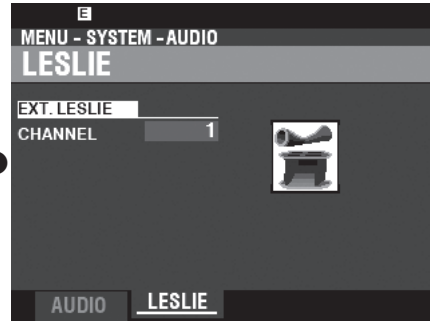 E
MENU - SYSTEM - AUDIO
LESLIE
EXT. LESLIE
CHANNEL 1
AUDIO LESLIE